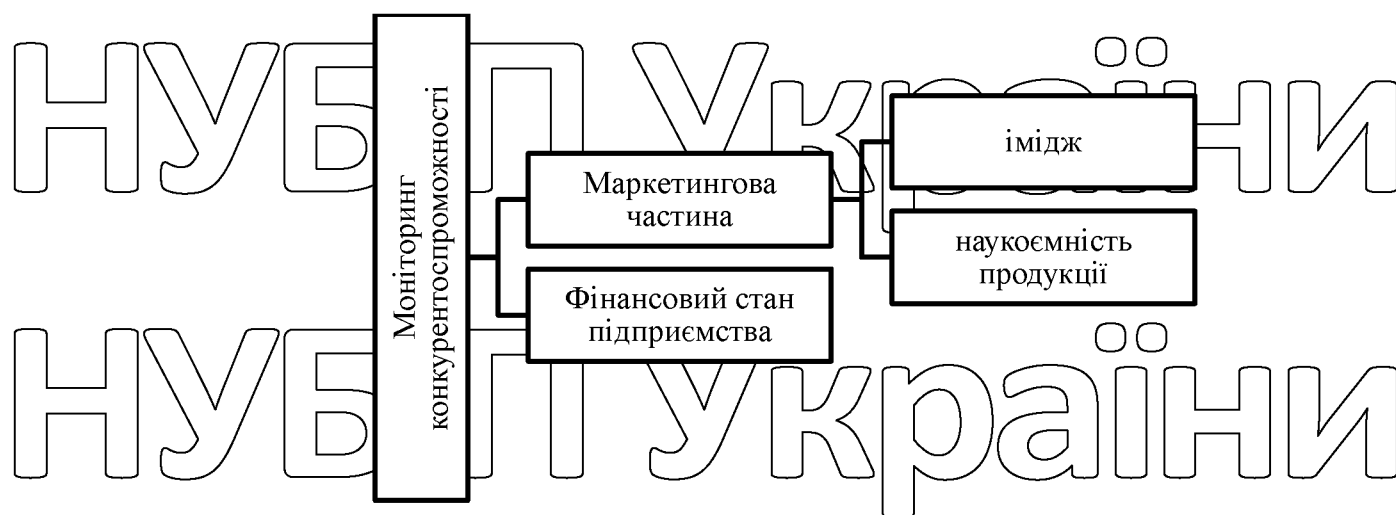 НУБІП України
Моніторинг
конкурентоспроможності
Маркетингова
частина
Фінансовий стан
підприємства
імідж
наукоємність
продукції
НУБІП України